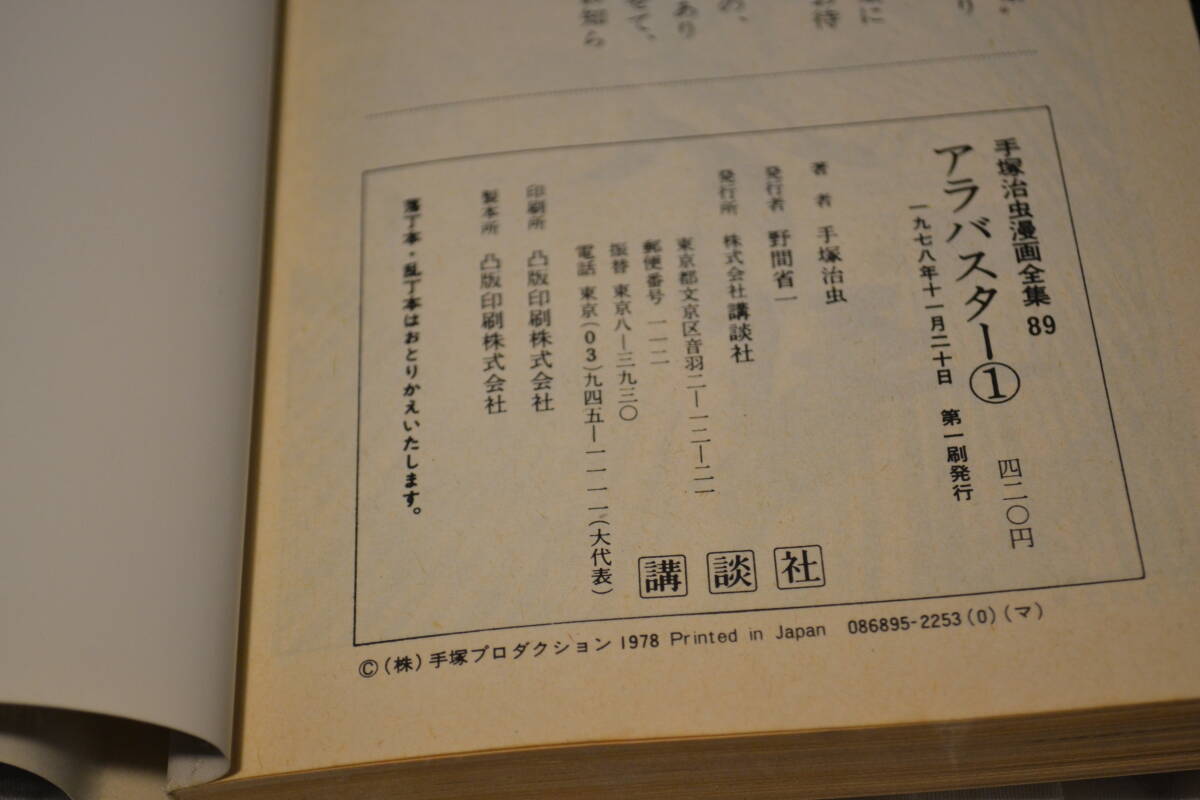 手塚治虫漫画全集 89
アラバスター① 四二〇円
一九七八年十一月二十日 第一刷発行
著者 手塚治虫
発行者 野間省一
発行所 株式会社講談社
東京都文京区音羽二―一二―二一
郵便番号 一一二
振替 東京八―三九三〇
電話 東京(03)九四五―一一一一(大代表)
印刷所 凸版印刷株式会社
製本所 凸版印刷株式会社
落丁本・乱丁本はおとりかえいたします。
講談社
©(株)手塚プロダクション 1978 Printed in Japan 086895-2253(0)(マ)